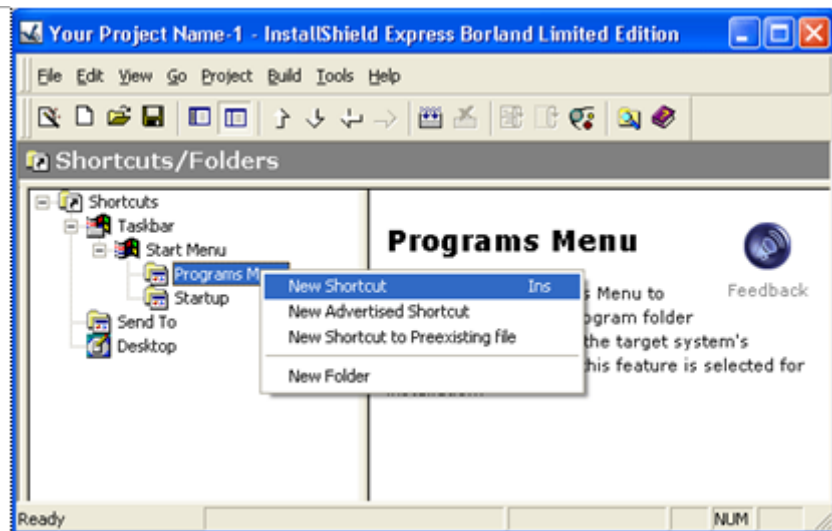 Your Project Name-1 - InstallShield Express Borland Limited Edition
File Edit View Go Project Build Tools Help
Shortcuts/Folders
Shortcuts
Taskbar
Start Menu
Programs M
Startup
Send To
Desktop
New Shortcut Ins
New Advertised Shortcut
New Shortcut to Preexisting file
New Folder
Programs Menu
Feedback
Menu to
ogram folder
the target system's
his feature is selected for
Ready NUM